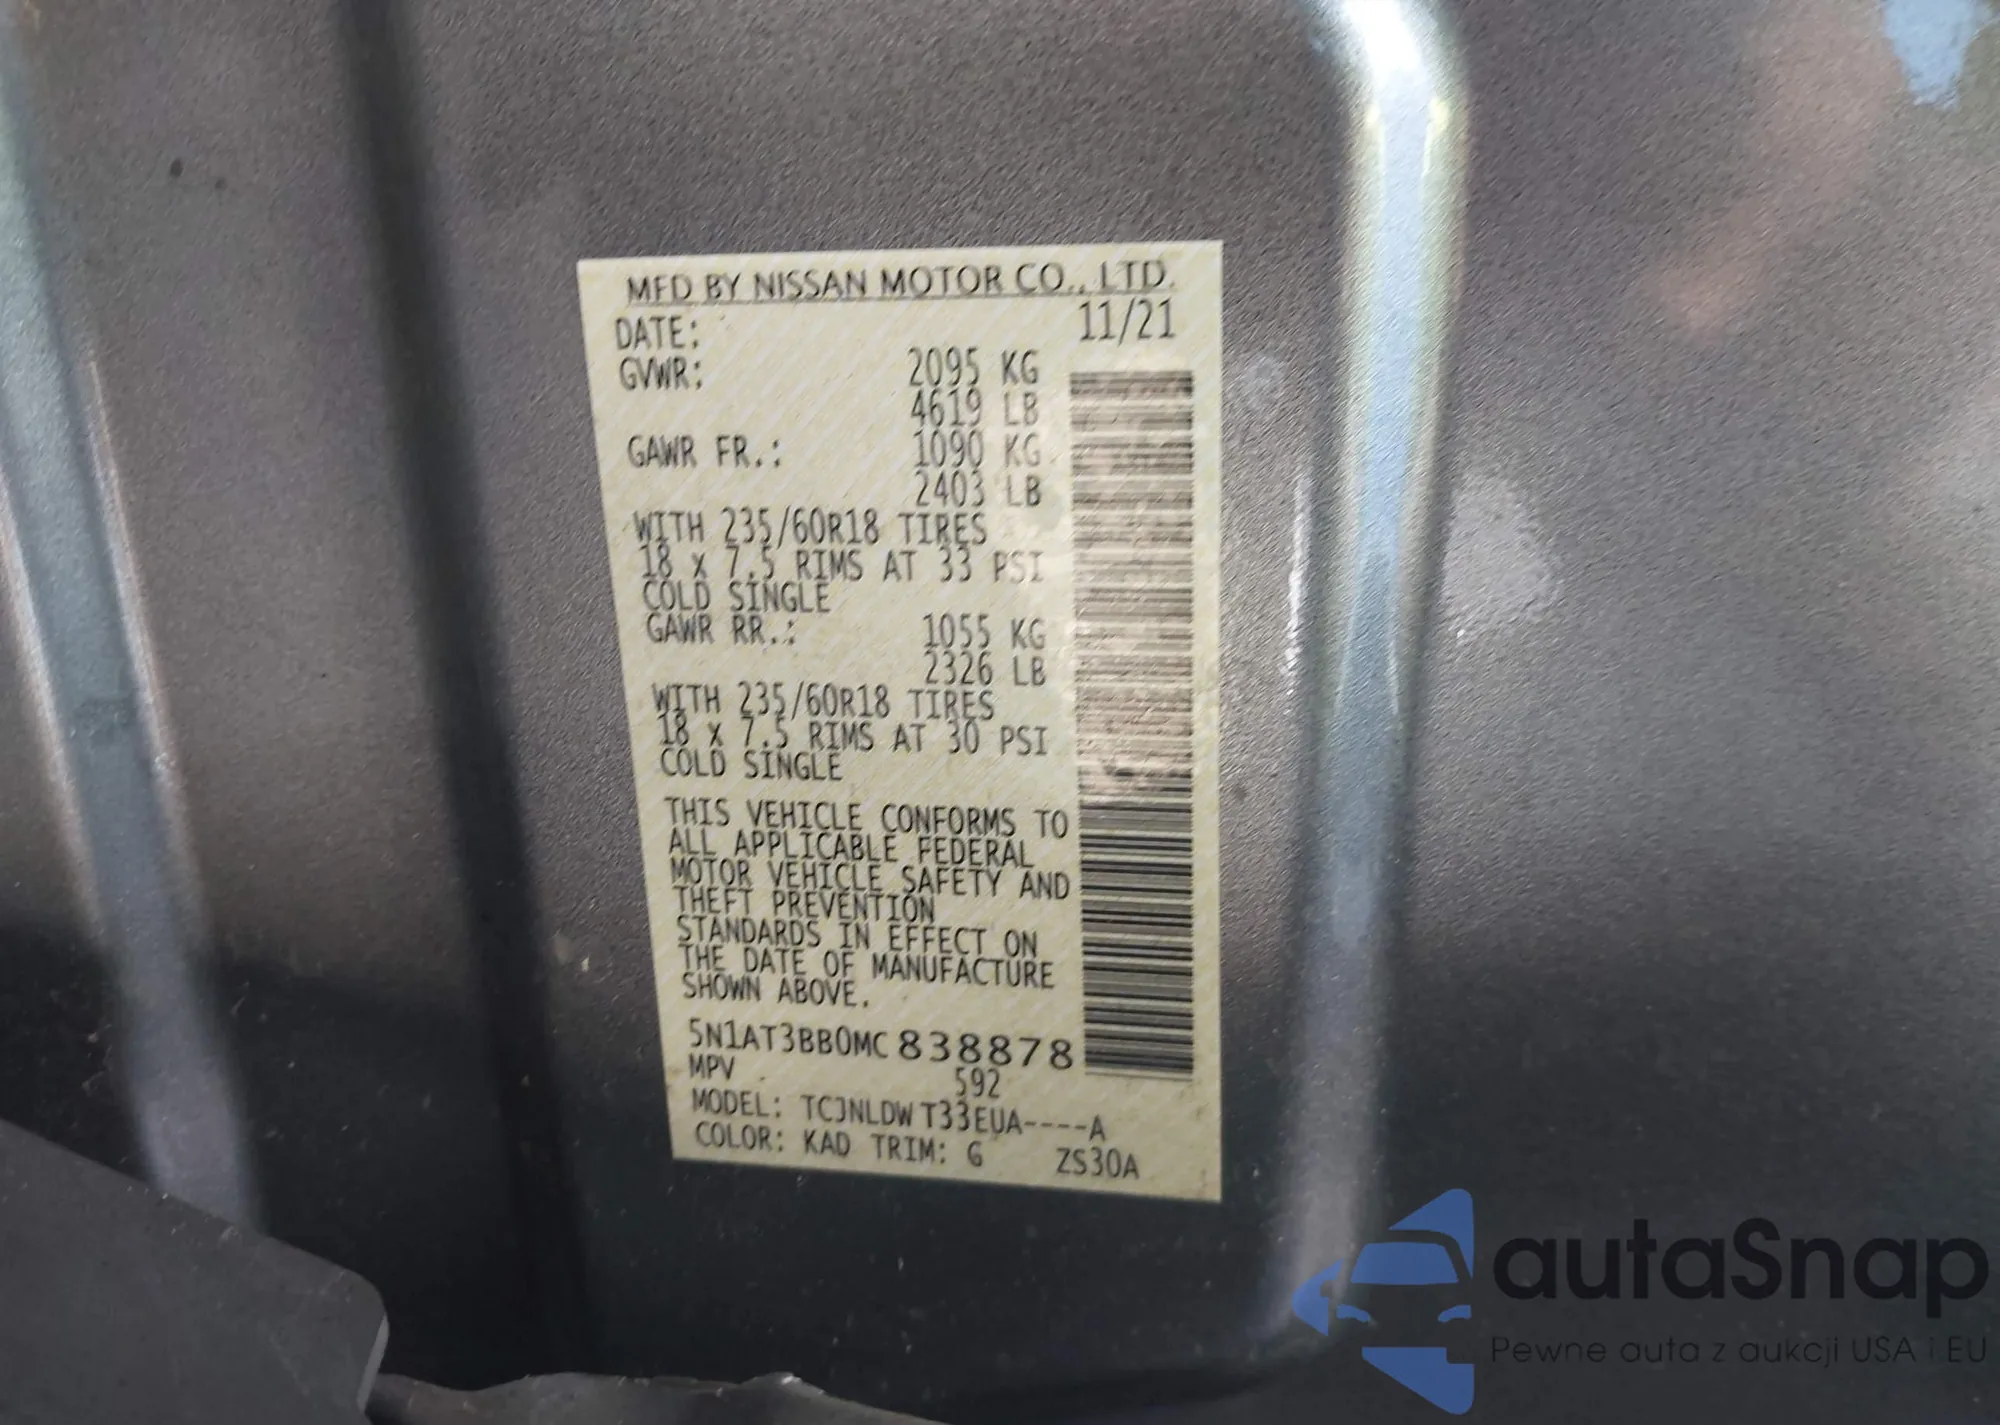 MFD BY NISSAN MOTOR CO., LTD.
DATE: 11/21
GVWR: 2095 KG
4619 LB
GAWR FR.: 1090 KG
2403 LB
WITH 235/60R18 TIRES
18 X 7.5 RIMS AT 33 PSI
COLD SINGLE
GAWR RR.: 1055 KG
2326 LB
WITH 235/60R18 TIRES
18 X 7.5 RIMS AT 30 PSI
COLD SINGLE
THIS VEHICLE CONFORMS TO
ALL APPLICABLE FEDERAL
MOTOR VEHICLE SAFETY AND
THEFT PREVENTION
STANDARDS IN EFFECT ON
THE DATE OF MANUFACTURE
SHOWN ABOVE.
5N1AT3BB0MC838878
MPV 592
MODEL: TCJNLDW T33EUA----A
COLOR: KAD TRIM: G ZS30A
autaSnap
Pewne auta z aukcji USA i EU